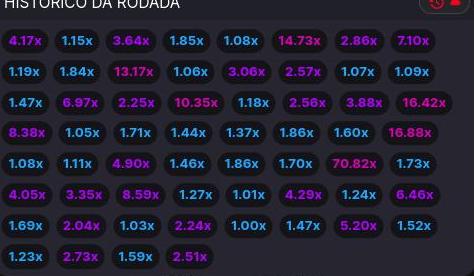 HISTÓRICO DA RODADA
4.17x 1.15x 3.64x 1.85x 1.08x 14.73x 2.86x 7.10x
1.19x 1.84x 13.17x 1.06x 3.06x 2.57x 1.07x 1.09x
1.47x 6.97x 2.25x 10.35x 1.18x 2.56x 3.88x 16.42x
8.38x 1.05x 1.71x 1.44x 1.37x 1.86x 1.60x 16.88x
1.08x 1.11x 4.90x 1.46x 1.86x 1.70x 70.82x 1.73x
4.05x 3.35x 8.59x 1.27x 1.01x 4.29x 1.24x 6.46x
1.69x 2.04x 1.03x 2.24x 1.00x 1.47x 5.20x 1.52x
1.23x 2.73x 1.59x 2.51x